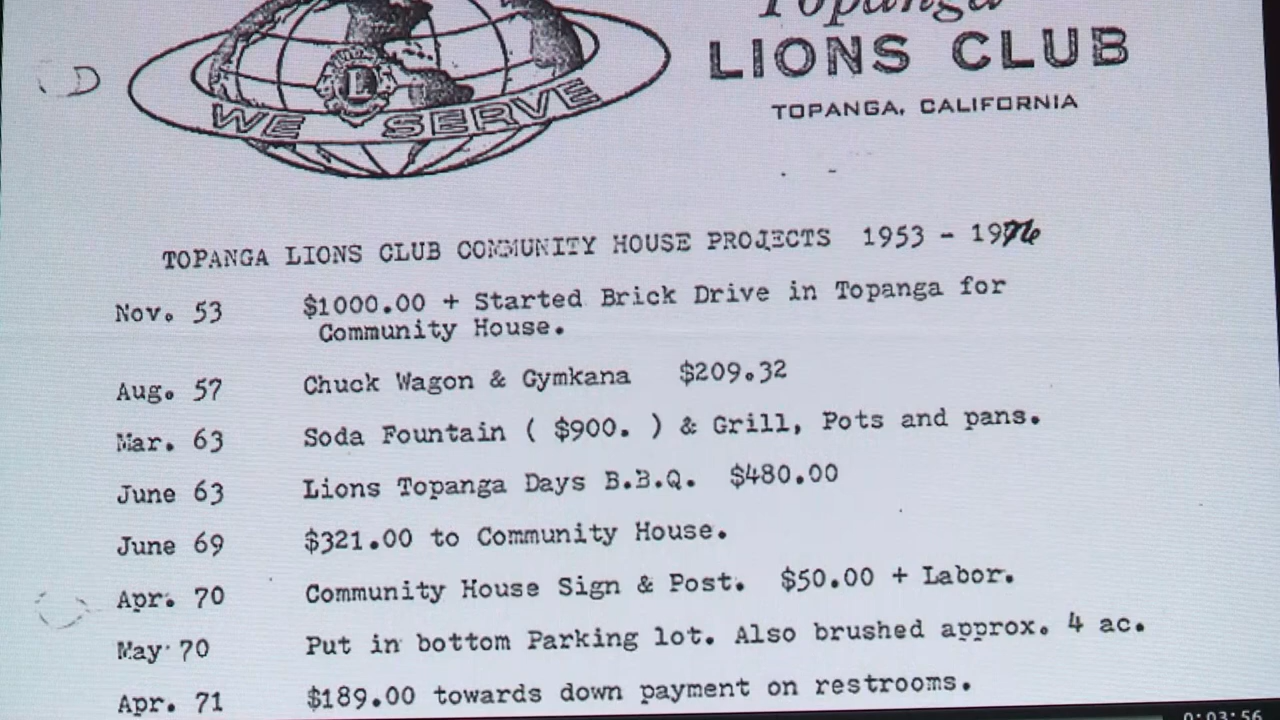 Topanga
LIONS CLUB
TOPANGA, CALIFORNIA
L
WE SERVE
TOPANGA LIONS CLUB COMMUNITY HOUSE PROJECTS 1953 - 1976
Nov. 53 $1000.00 + Started Brick Drive in Topanga for
Community House.
Aug. 57 Chuck Wagon & Gymkana $209.32
Mar. 63 Soda Fountain ( $900. ) & Grill, Pots and pans.
June 63 Lions Topanga Days B.B.Q. $480.00
June 69 $321.00 to Community House.
Apr. 70 Community House Sign & Post. $50.00 + Labor.
May 70 Put in bottom Parking lot. Also brushed approx. 4 ac.
Apr. 71 $189.00 towards down payment on restrooms.
0:03:56